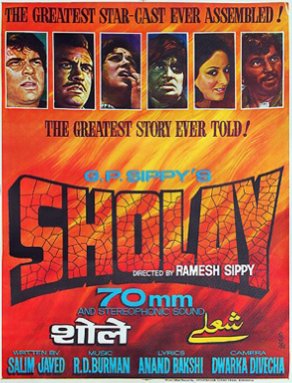 THE GREATEST STAR-CAST EVER ASSEMBLED!
THE GREATEST STORY EVER TOLD!
G.P. SIPPY'S
SHOLAY
DIRECTED BY RAMESH SIPPY
70mm
AND STEREOPHONIC SOUND
शोले
شعلے
WRITTEN BY
SALIM JAVED
MUSIC
R.D.BURMAN
LYRICS
ANAND BAKSHI
CAMERA
DWARKA DIVECHA